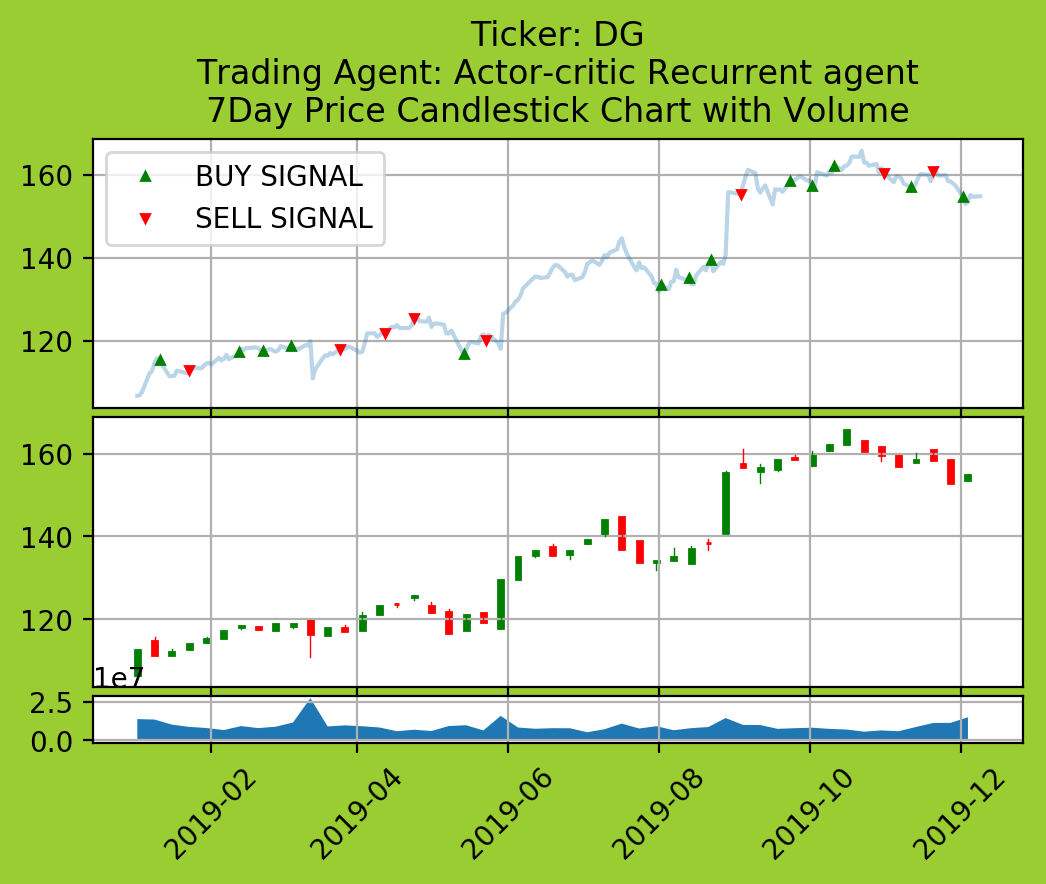 Ticker: DG
Trading Agent: Actor-critic Recurrent agent
7Day Price Candlestick Chart with Volume
BUY SIGNAL
SELL SIGNAL
160
140
120
160
140
120
1e7
2.5
0.0
2019-02
2019-04
2019-06
2019-08
2019-10
2019-12